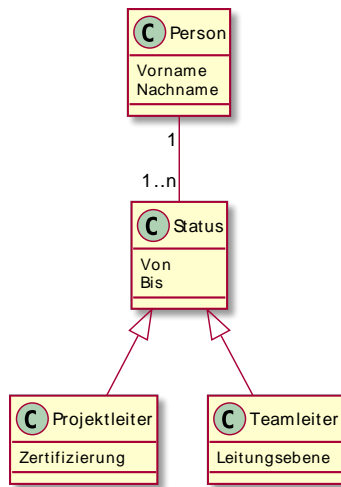 C Person
Vorname
Nachname
1
1..n
C Status
Von
Bis
C Projektleiter
Zertifizierung
C Teamleiter
Leitungsebene